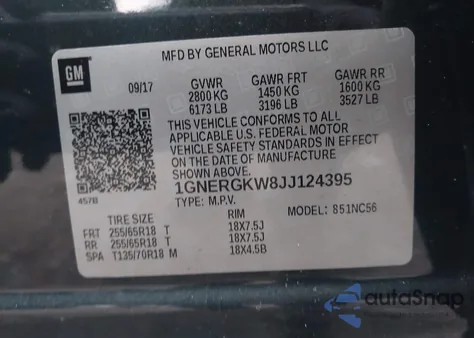 GM
MFD BY GENERAL MOTORS LLC
09/17
GVWR GAWR FRT GAWR RR
2800 KG 1450 KG 1600 KG
6173 LB 3196 LB 3527 LB
THIS VEHICLE CONFORMS TO ALL
APPLICABLE U.S. FEDERAL MOTOR
VEHICLE SAFETY STANDARDS IN EFFECT
ON THE DATE OF MANUFACTURE
SHOWN ABOVE.
1GNERGKW8JJ124395
457B
TYPE: M.P.V.
MODEL: 851NC56
TIRE SIZE RIM
FRT 255/65R18 T 18X7.5J
RR 255/65R18 T 18X7.5J
SPA T135/70R18 M 18X4.5B
autoSnap